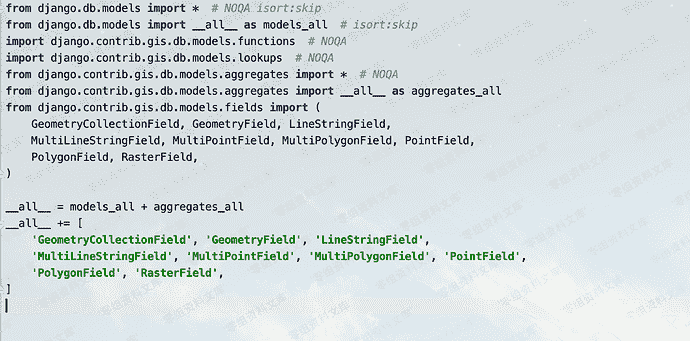 from django.db.models import *  # NOQA isort:skip
from django.db.models import __all__ as models_all  # isort:skip
import django.contrib.gis.db.models.functions  # NOQA
import django.contrib.gis.db.models.lookups  # NOQA
from django.contrib.gis.db.models.aggregates import *  # NOQA
from django.contrib.gis.db.models.aggregates import __all__ as aggregates_all
from django.contrib.gis.db.models.fields import (
    GeometryCollectionField, GeometryField, LineStringField,
    MultiLineStringField, MultiPointField, MultiPolygonField, PointField,
    PolygonField, RasterField,
)
__all__ = models_all + aggregates_all
__all__ += [
    'GeometryCollectionField', 'GeometryField', 'LineStringField',
    'MultiLineStringField', 'MultiPointField', 'MultiPolygonField', 'PointField',
    'PolygonField', 'RasterField',
]